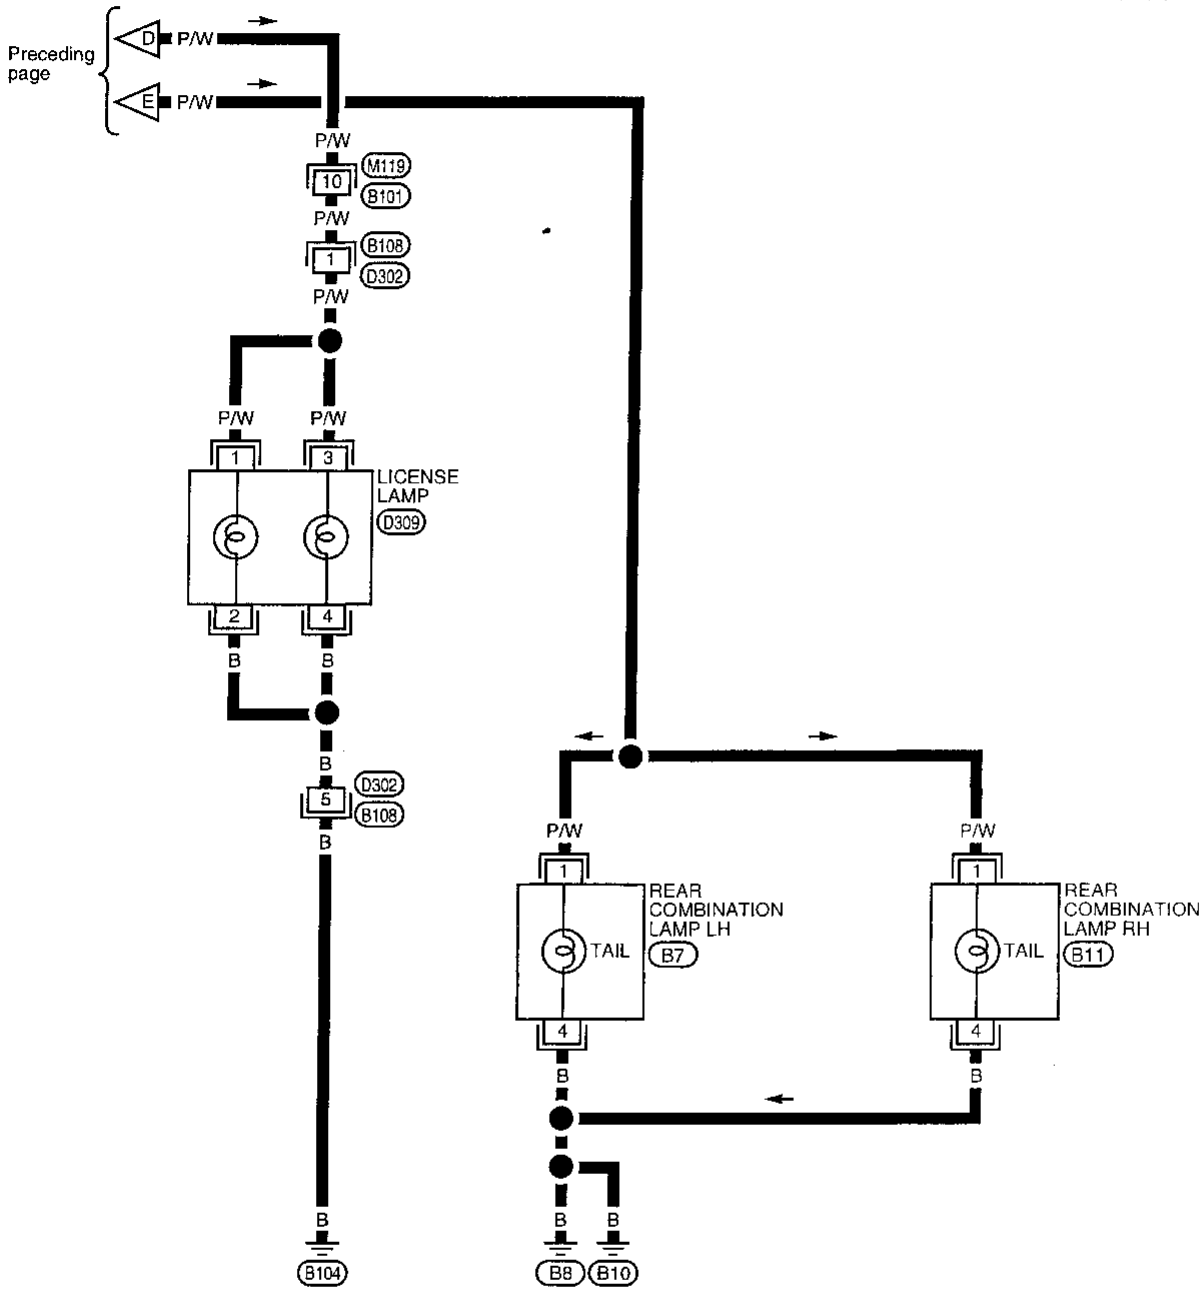 D P/W
Preceding
page
E P/W
P/W
M119
10
B101
P/W
B108
1
D302
P/W
P/W P/W
1 3
LICENSE
LAMP
D309
2 4
B B
B
D302
5
B108
B
P/W P/W
1 1
REAR
COMBINATION
LAMP LH
TAIL
B7
REAR
COMBINATION
LAMP RH
TAIL
B11
4 4
B B
B B B
B104 B8 B10